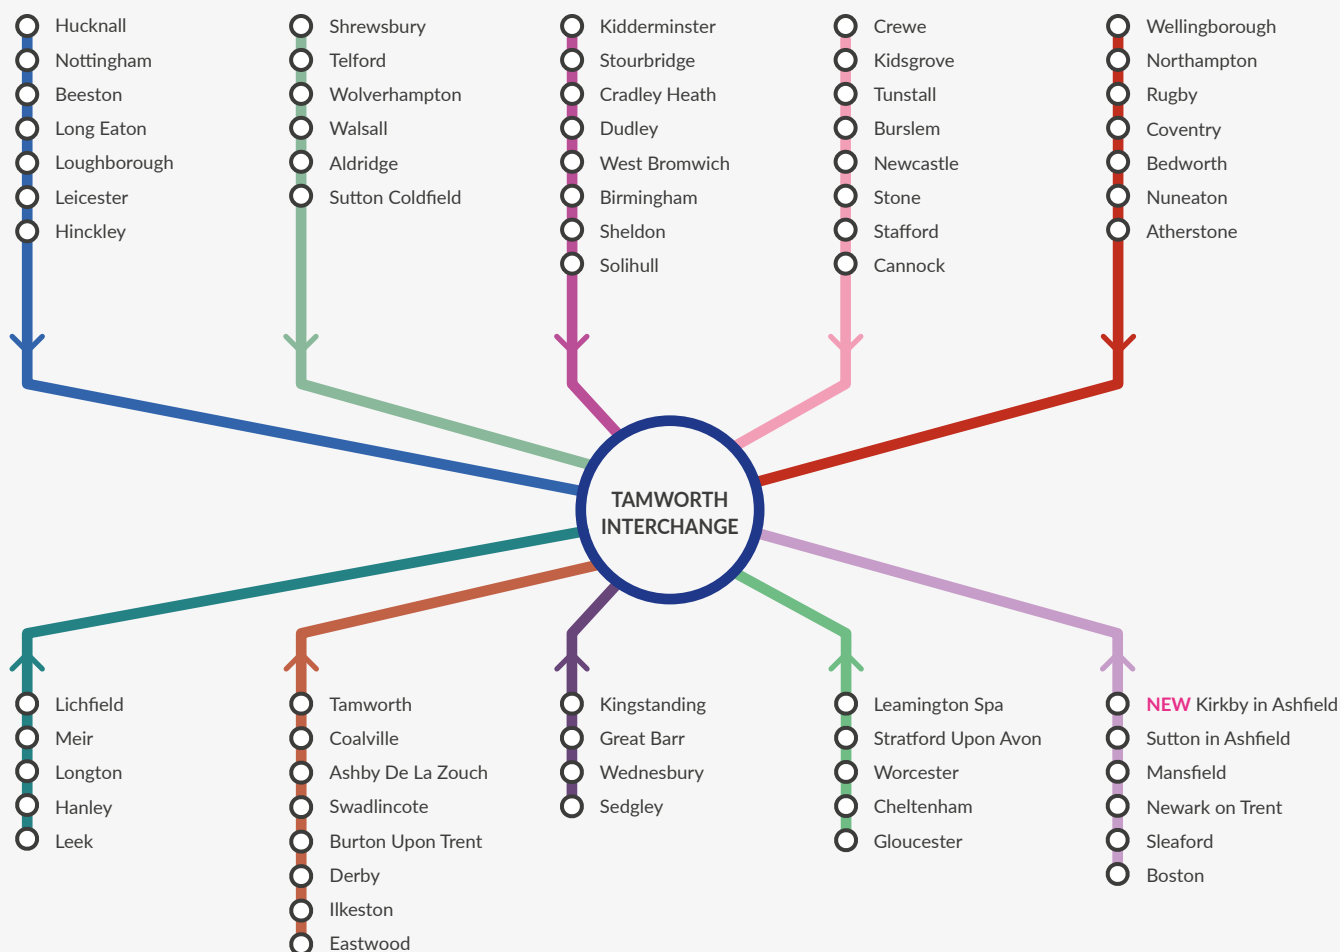 Hucknall
Nottingham
Beeston
Long Eaton
Loughborough
Leicester
Hinckley
Shrewsbury
Telford
Wolverhampton
Walsall
Aldridge
Sutton Coldfield
Kidderminster
Stourbridge
Cradley Heath
Dudley
West Bromwich
Birmingham
Sheldon
Solihull
Crewe
Kidsgrove
Tunstall
Burslem
Newcastle
Stone
Stafford
Cannock
Wellingborough
Northampton
Rugby
Coventry
Bedworth
Nuneaton
Atherstone
TAMWORTH
INTERCHANGE
Lichfield
Meir
Longton
Hanley
Leek
Tamworth
Coalville
Ashby De La Zouch
Swadlincote
Burton Upon Trent
Derby
Ilkeston
Eastwood
Kingstanding
Great Barr
Wednesbury
Sedgley
Leamington Spa
Stratford Upon Avon
Worcester
Cheltenham
Gloucester
NEW Kirkby in Ashfield
Sutton in Ashfield
Mansfield
Newark on Trent
Sleaford
Boston